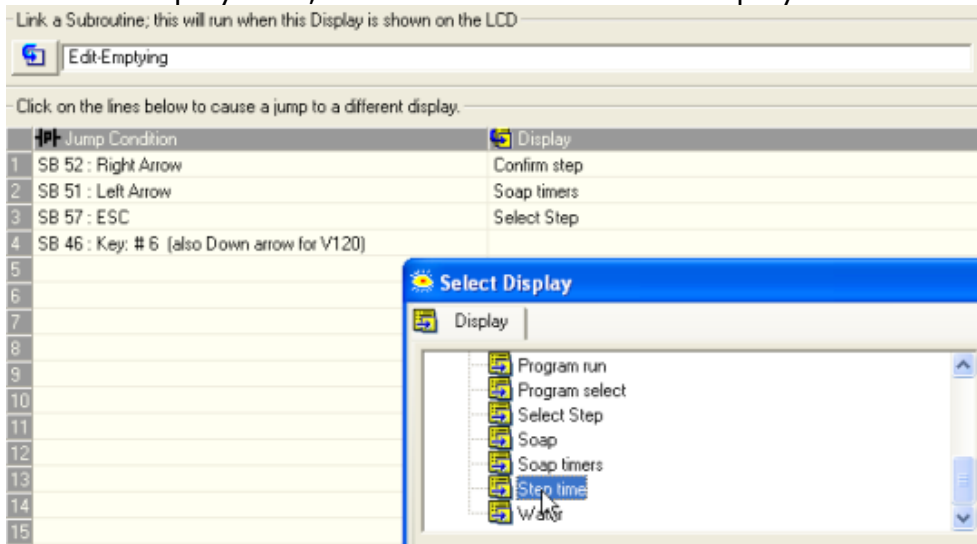 Link a Subroutine; this will run when this Display is shown on the LCD
Edit-Emptying
Click on the lines below to cause a jump to a different display.
Jump Condition Display
1 SB 52 : Right Arrow Confirm step
2 SB 51 : Left Arrow Soap timers
3 SB 57 : ESC Select Step
4 SB 46 : Key: # 6 (also Down arrow for V120)
5
6
7
8
9
10
11
12
13
14
15
Select Display
Display
Program run
Program select
Select Step
Soap
Soap timers
Step time
Water